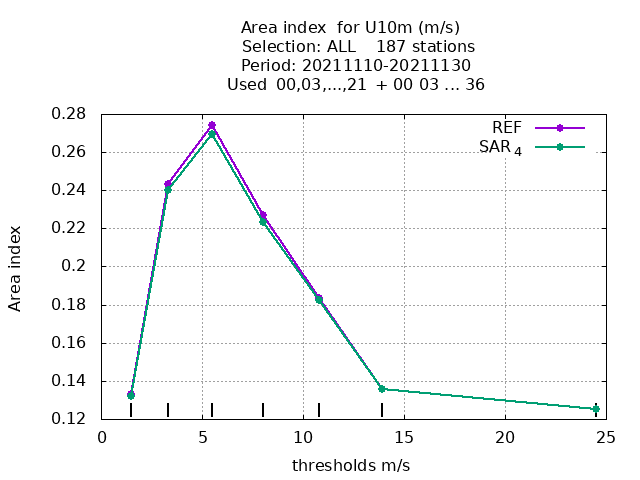 Area index  for U10m (m/s)
Selection: ALL    187 stations
Period: 20211110-20211130
Used  00,03,...,21  + 00 03 ... 36
0.28
REF
SAR 4
0.26
0.24
0.22
0.2
0.18
0.16
0.14
0.12
Area index
0 5 10 15 20 25
thresholds m/s